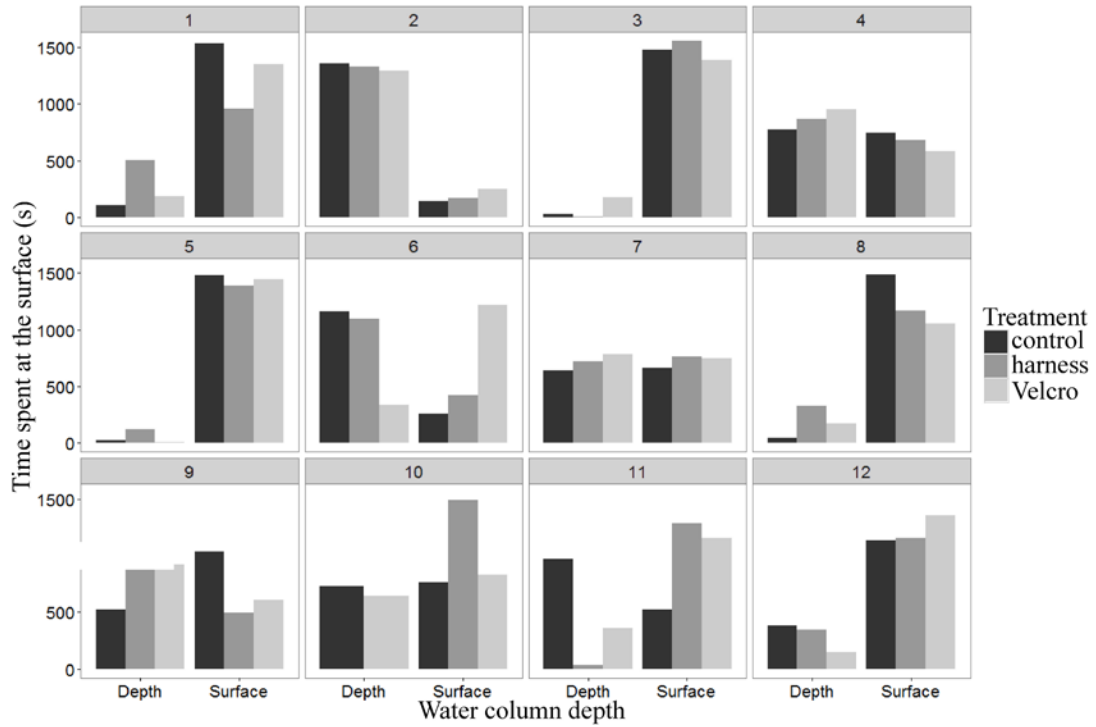 1 2 3 4
1500
1000
500
0
5 6 7 8
1500
1000
500
0
9 10 11 12
1500
500
0
Depth Surface Depth Surface Depth Surface Depth Surface
Water column depth
Time spent at the surface (s)
Treatment
control
harness
Velcro